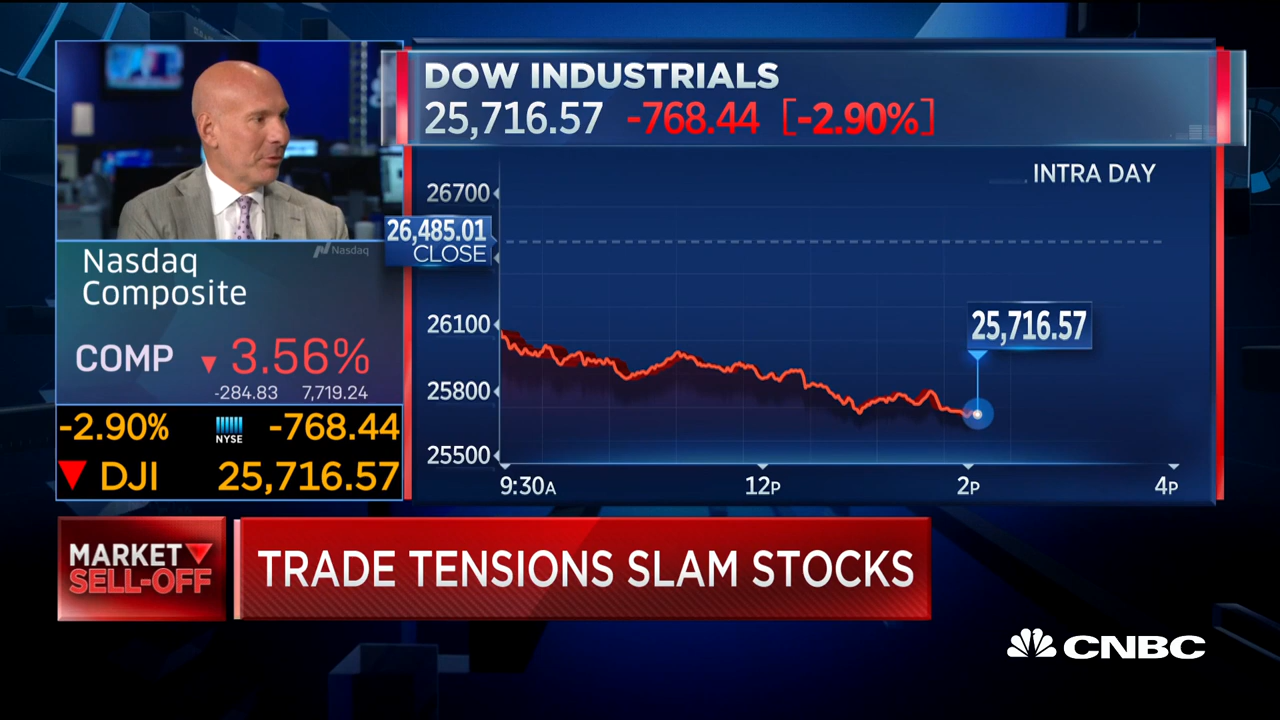 DOW INDUSTRIALS
25,716.57 -768.44 [-2.90%]
INTRA DAY
26700
26,485.01
CLOSE
26100
25,716.57
25800
25500
9:30A 12P 2P 4P
Nasdaq
Nasdaq
Composite
COMP ▼ 3.56%
-284.83 7,719.24
-2.90% NYSE -768.44
▼ DJI 25,716.57
MARKET▼
SELL-OFF
TRADE TENSIONS SLAM STOCKS
CNBC